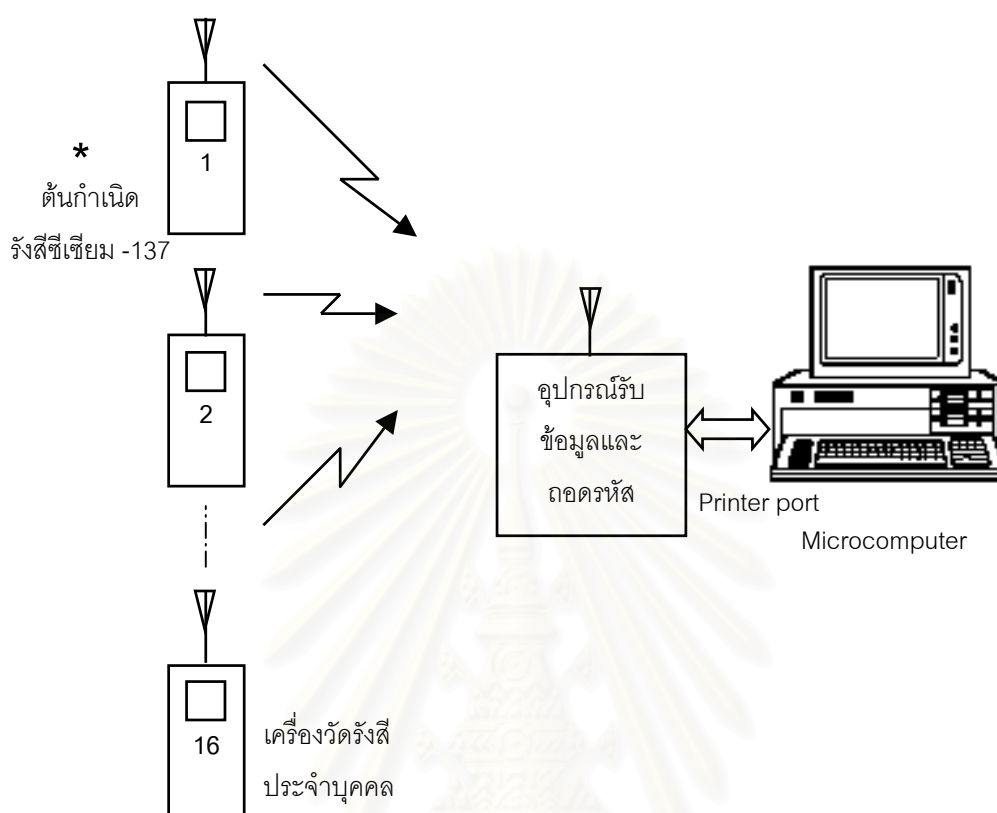 1
*
ต้นกำเนิด
รังสีซีเซียม -137
2
อุปกรณ์รับ
ข้อมูลและ
ถอดรหัส
Printer port
Microcomputer
16
เครื่องวัดรังสี
ประจำบุคคล